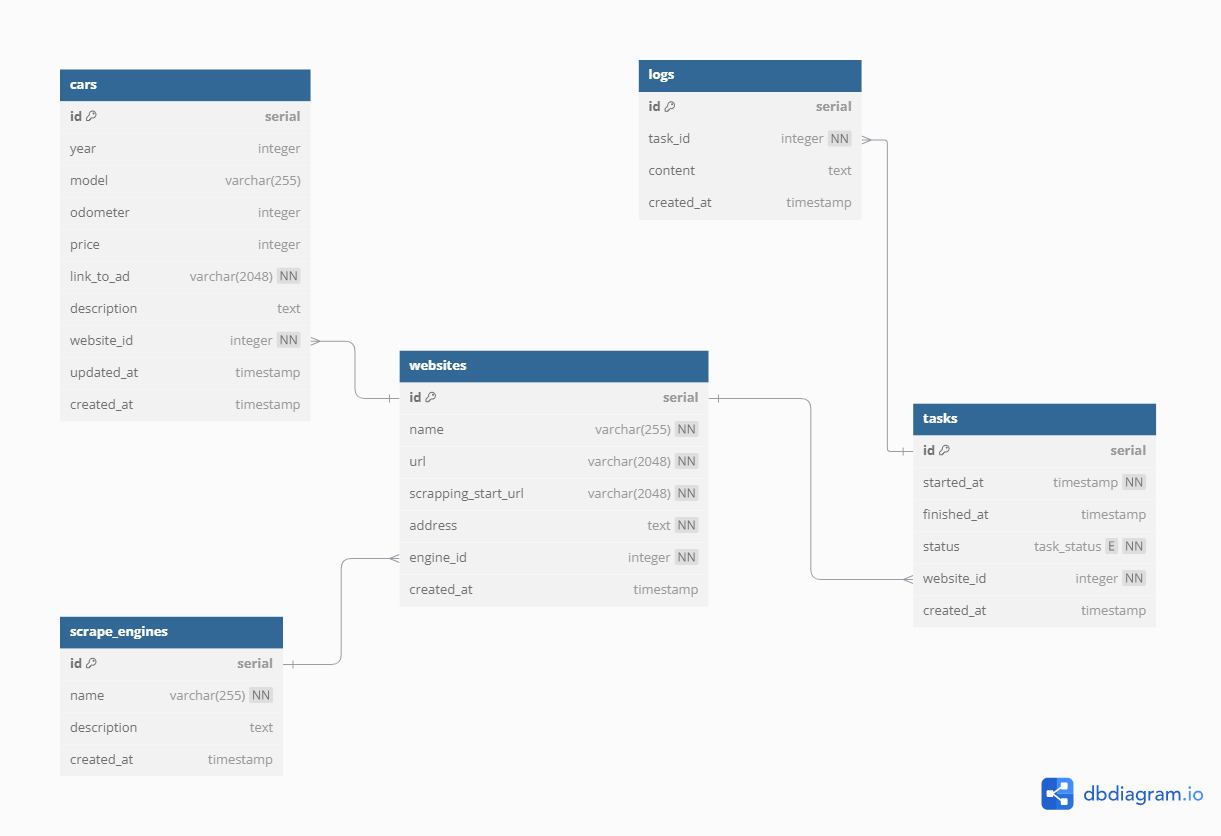 cars
id serial
year integer
model varchar(255)
odometer integer
price integer
link_to_ad varchar(2048) NN
description text
website_id integer NN
updated_at timestamp
created_at timestamp
logs
id serial
task_id integer NN
content text
created_at timestamp
websites
id serial
name varchar(255) NN
url varchar(2048) NN
scrapping_start_url varchar(2048) NN
address text NN
engine_id integer NN
created_at timestamp
tasks
id serial
started_at timestamp NN
finished_at timestamp
status task_status E NN
website_id integer NN
created_at timestamp
scrape_engines
id serial
name varchar(255) NN
description text
created_at timestamp
dbdiagram.io